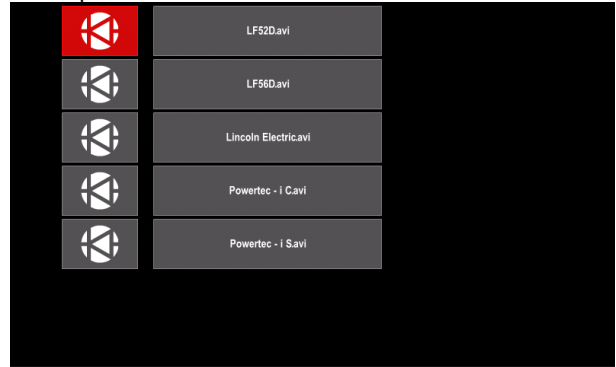 LF52D.avi
LF56D.avi
Lincoln Electric.avi
Powertec - i C.avi
Powertec - i S.avi